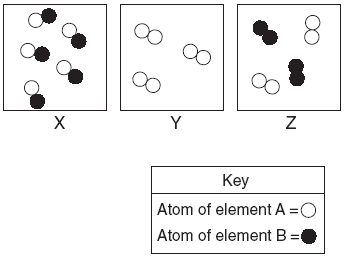 X Y Z
Key
Atom of element A =
Atom of element B =